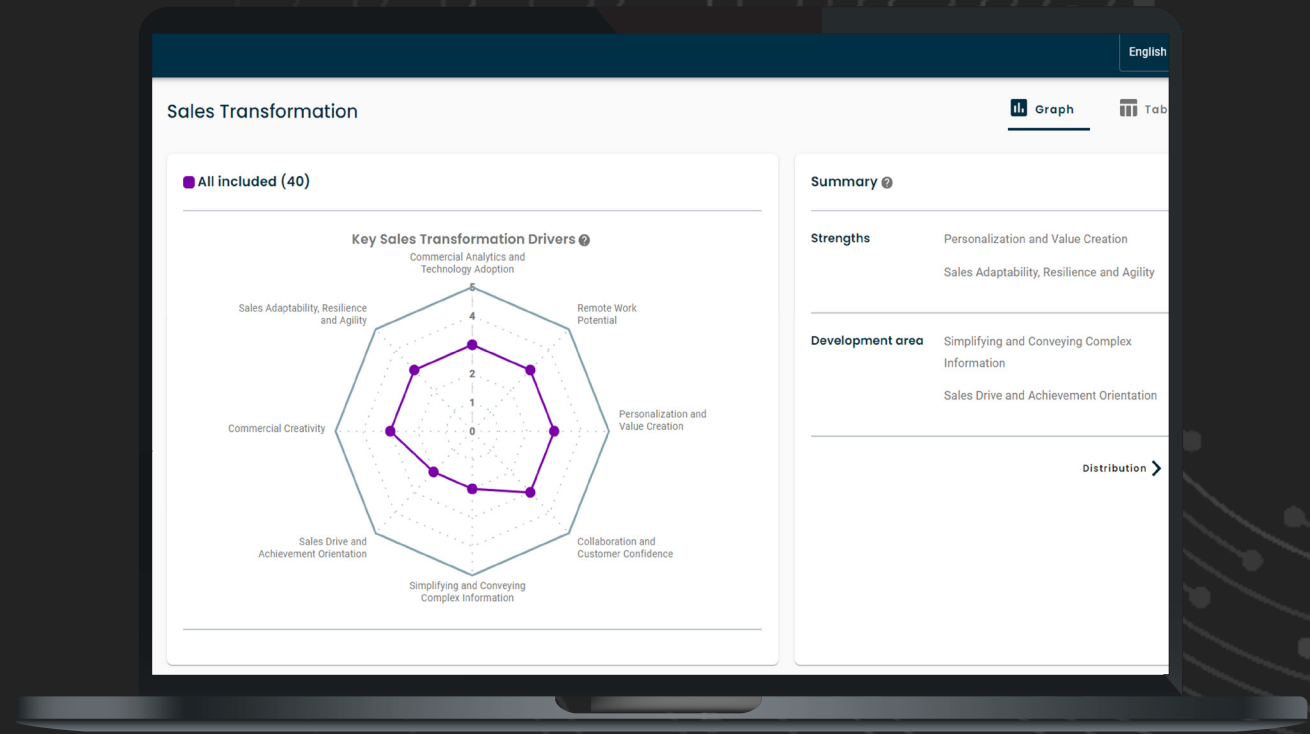 English
Sales Transformation
Graph
Tab
All included (40)
Key Sales Transformation Drivers
Commercial Analytics and
Technology Adoption
Sales Adaptability, Resilience
and Agility
Remote Work
Potential
5
4
2
1
0
Personalization and
Value Creation
Commercial Creativity
Sales Drive and
Achievement Orientation
Collaboration and
Customer Confidence
Simplifying and Conveying
Complex Information
Summary
Strengths
Personalization and Value Creation
Sales Adaptability, Resilience and Agility
Development area
Simplifying and Conveying Complex
Information
Sales Drive and Achievement Orientation
Distribution